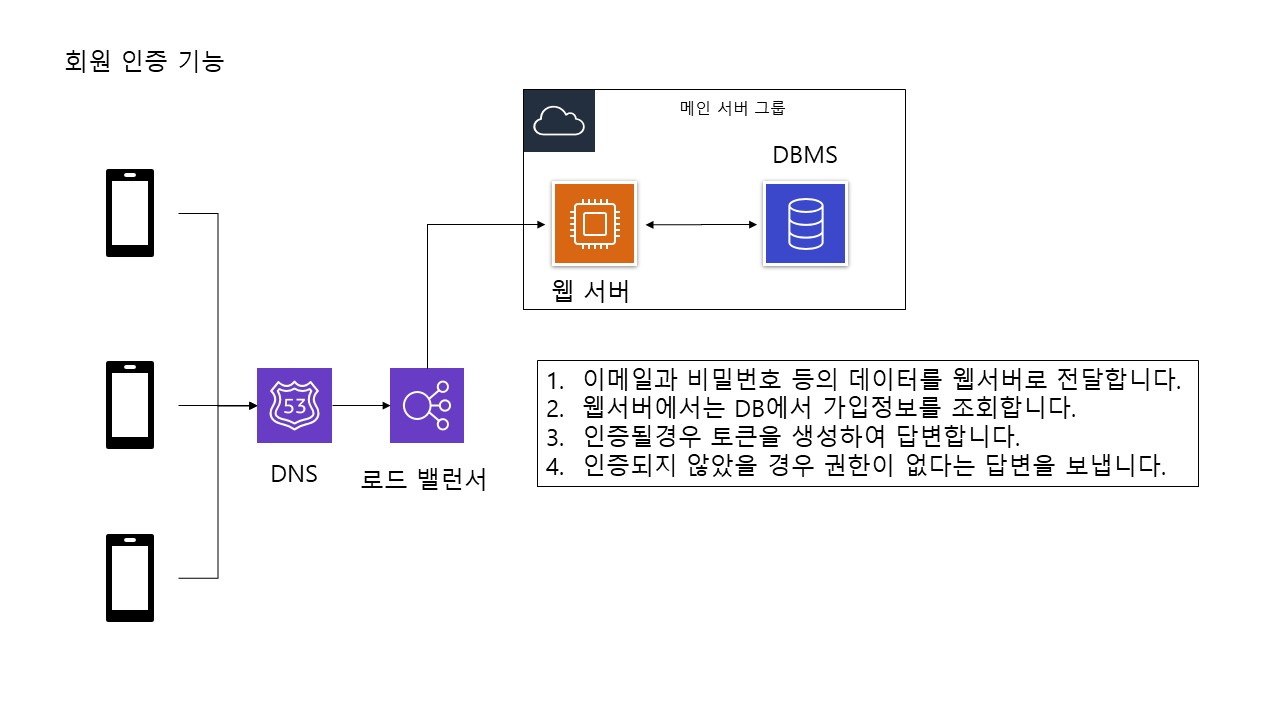 회원 인증 기능
메인 서버 그룹
DBMS
웹 서버
53
DNS
로드 밸런서
1. 이메일과 비밀번호 등의 데이터를 웹서버로 전달합니다.
2. 웹서버에서는 DB에서 가입정보를 조회합니다.
3. 인증될경우 토큰을 생성하여 답변합니다.
4. 인증되지 않았을 경우 권한이 없다는 답변을 보냅니다.